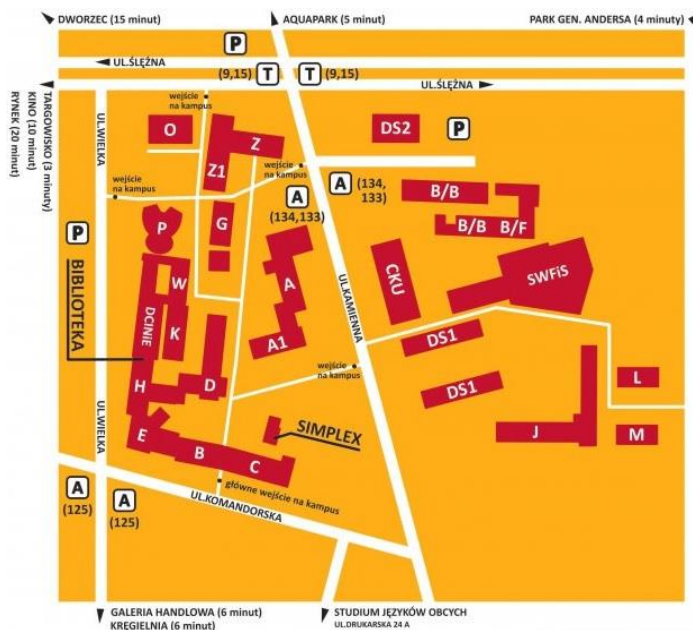 DWORZEC (15 minut)
AQUAPARK (5 minut)
PARK GEN. ANDERSA (4 minuty)
P
UL.ŚLĘŻNA
(9,15)
T
T
(9,15)
UL.ŚLĘŻNA
TARGOWISKO (3 minuty)
KINO (10 minut)
RYNEK (20 minut)
UL.WIELKA
wejście
na kampus
O
Z
Z1
DS2
P
wejście
na kampus
wejście
na kampus
A
(134,133)
A
(134,
133)
B/B
B/B
B/F
P
G
P
BIBLIOTEKA
W
DCINiE
K
A
A1
CKU
SWFiS
UL.KAMIENNA
DS1
DS1
wejście
na kampus
H
D
L
J
M
UL.WIELKA
E
B
C
SIMPLEX
główne wejście na kampus
UL.KOMANDORSKA
A
(125)
A
(125)
GALERIA HANDLOWA (6 minut)
KRĘGIELNIA (6 minut)
STUDIUM JĘZYKÓW OBCYCH
UL.DRUKARSKA 24 A